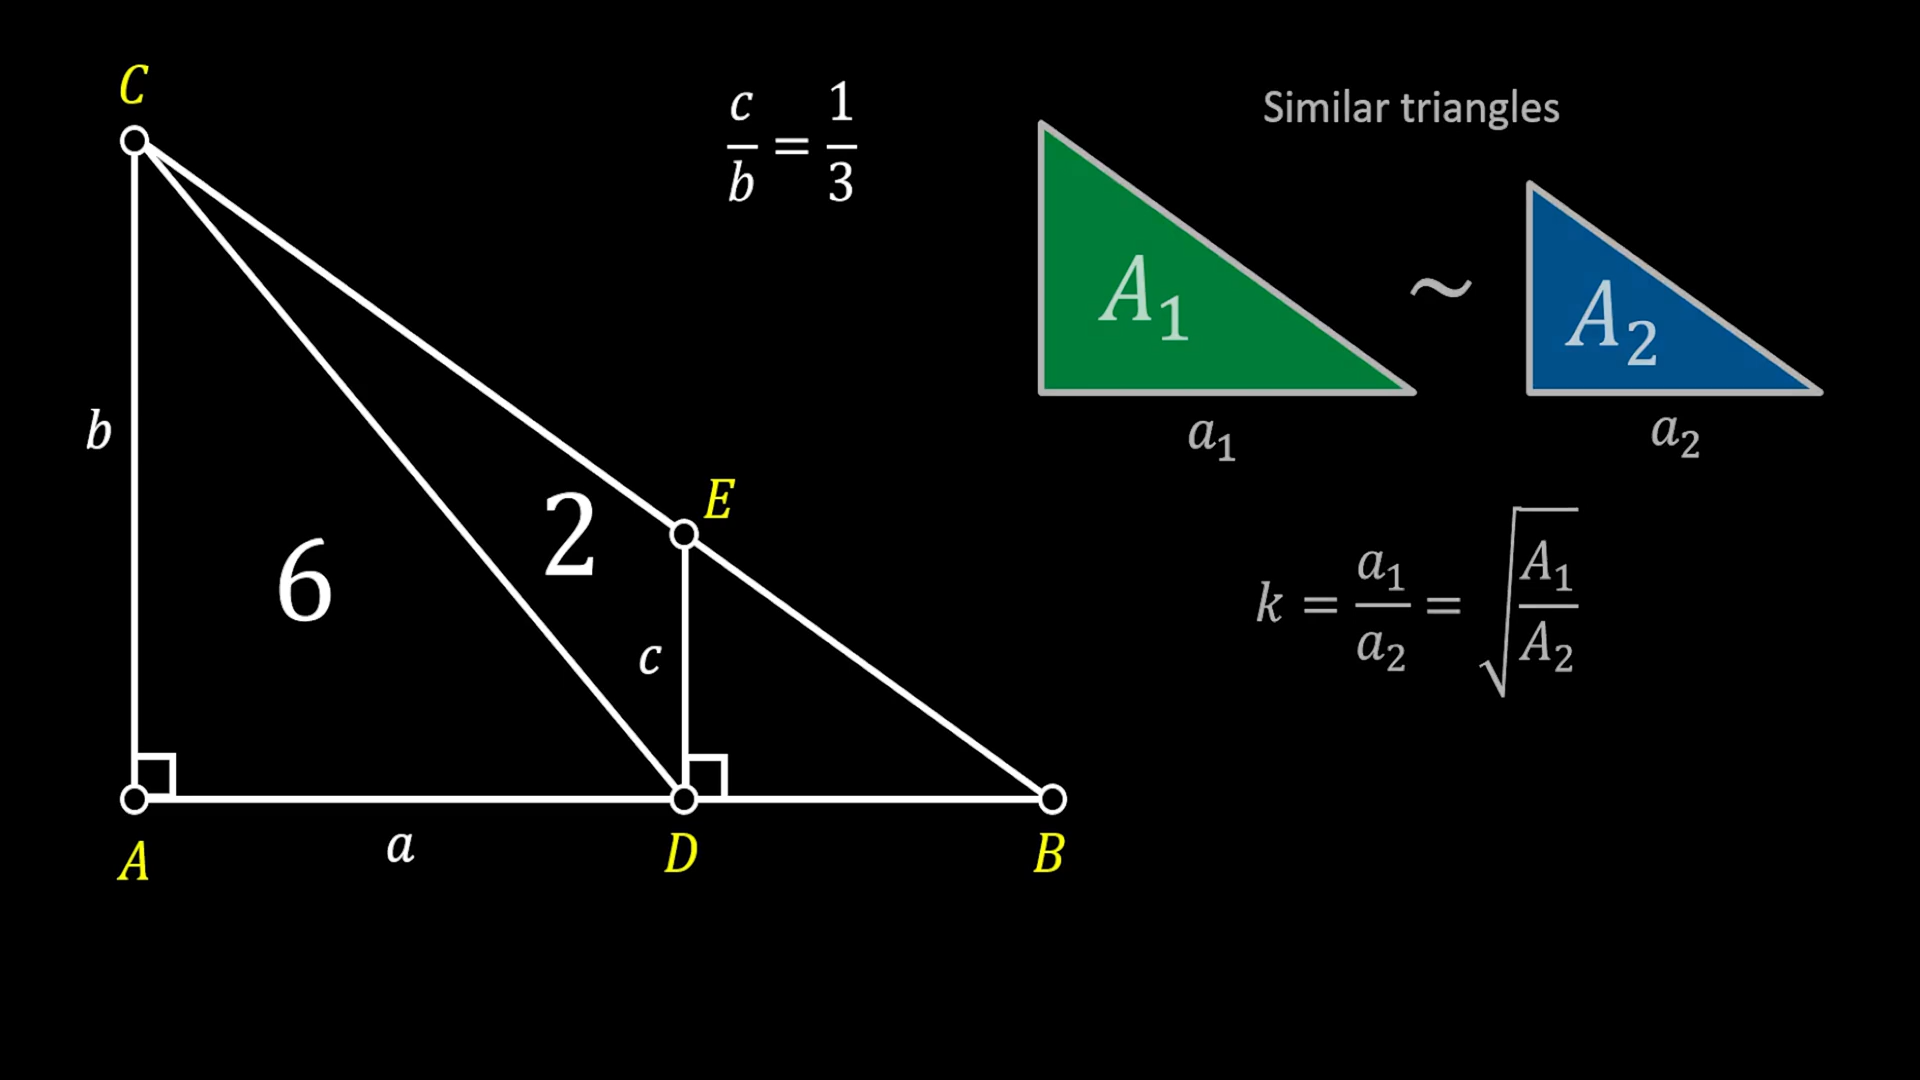 C
c/b = 1/3
Similar triangles
A₁ ~ A₂
b
a₁
a₂
E
2
6
k = a₁/a₂ = √(A₁/A₂)
c
A
a
D
B